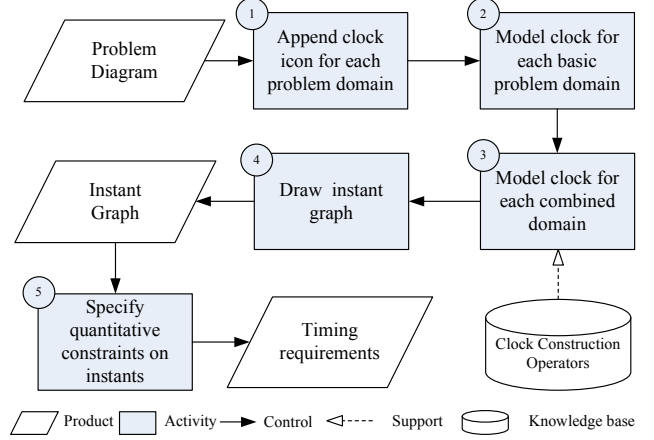 1
2
Problem
Diagram
Append clock
icon for each
problem domain
Model clock for
each basic
problem domain
4
3
Instant
Graph
Draw instant
graph
Model clock for
each combined
domain
5
Specify
quantitative
constraints on
instants
Timing
requirements
Clock Construction
Operators
Product Activity Control Support Knowledge base